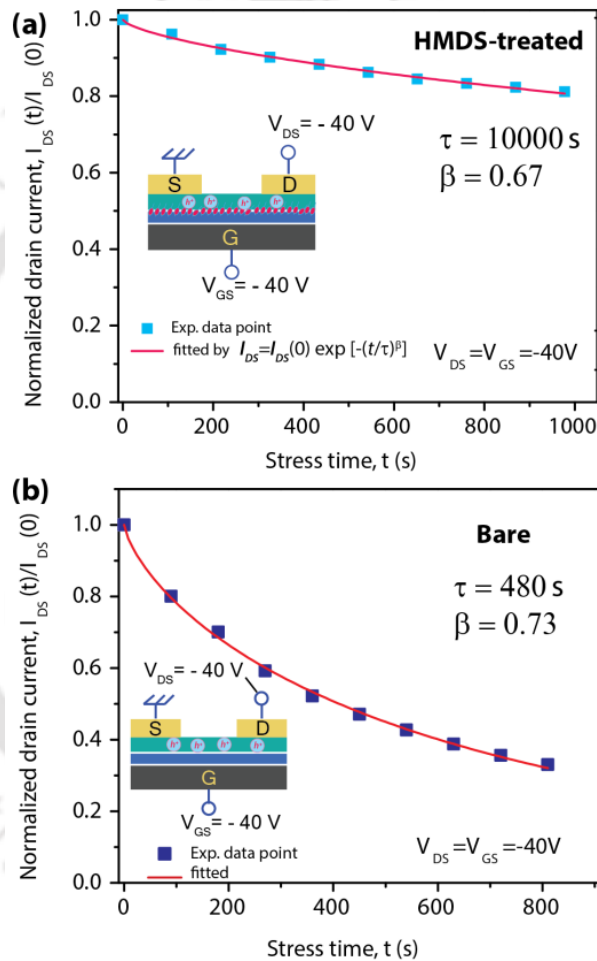 (a)
HMDS-treated
Normalized drain current, I_DS (t)/I_DS (0)
1.0
0.8
0.6
0.4
0.2
0.0
V_DS= - 40 V
τ = 10000 s
β = 0.67
S
D
h⁺ h⁺ h⁺ h⁺
G
V_GS= - 40 V
Exp. data point
fitted by I_DS=I_DS(0) exp [-(t/τ)^β]
V_DS=V_GS=-40V
0 200 400 600 800 1000
Stress time, t (s)
(b)
Bare
Normalized drain current, I_DS (t)/I_DS (0)
1.0
0.8
0.6
0.4
0.2
0.0
τ = 480 s
β = 0.73
V_DS= - 40 V
S
D
h⁺ h⁺ h⁺ h⁺
G
V_GS= - 40 V
Exp. data point
fitted
V_DS=V_GS=-40V
0 200 400 600 800
Stress time, t (s)